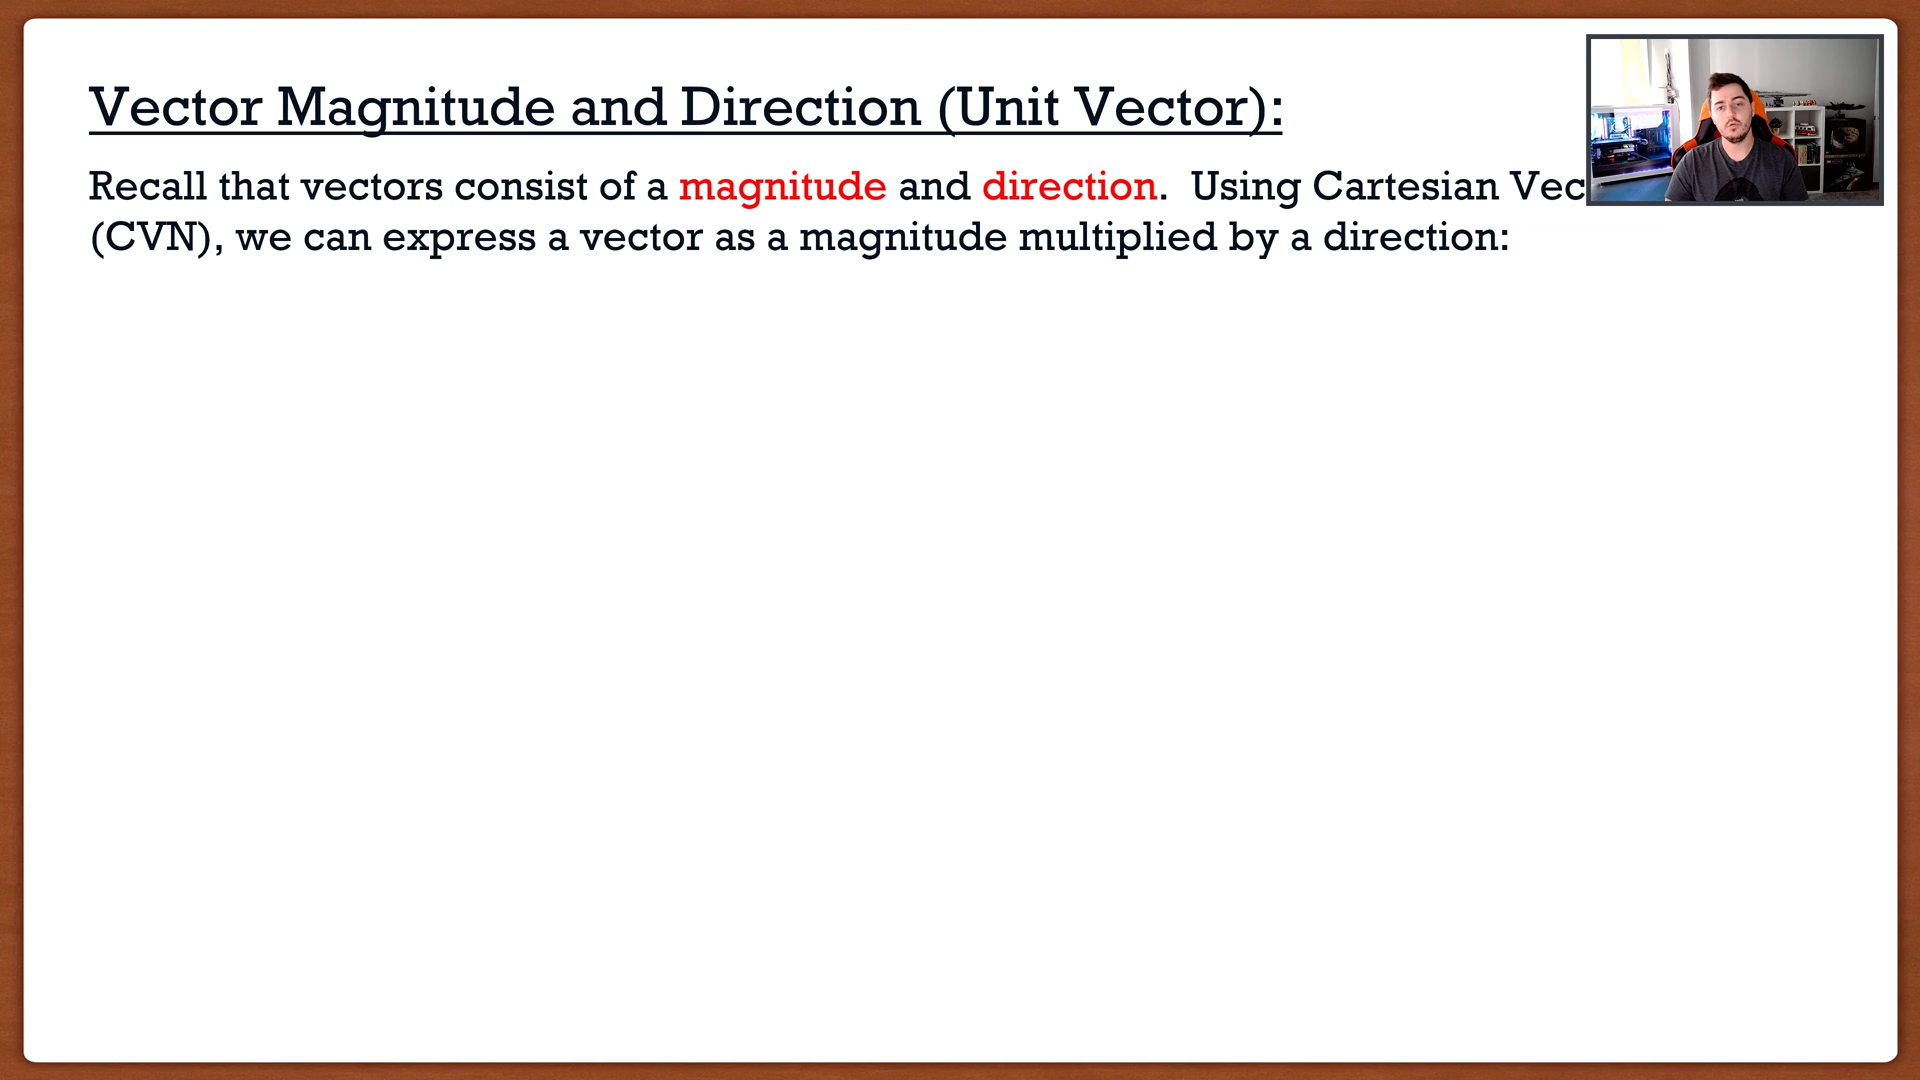 Vector Magnitude and Direction (Unit Vector):
Recall that vectors consist of a magnitude and direction. Using Cartesian Vec
(CVN), we can express a vector as a magnitude multiplied by a direction: